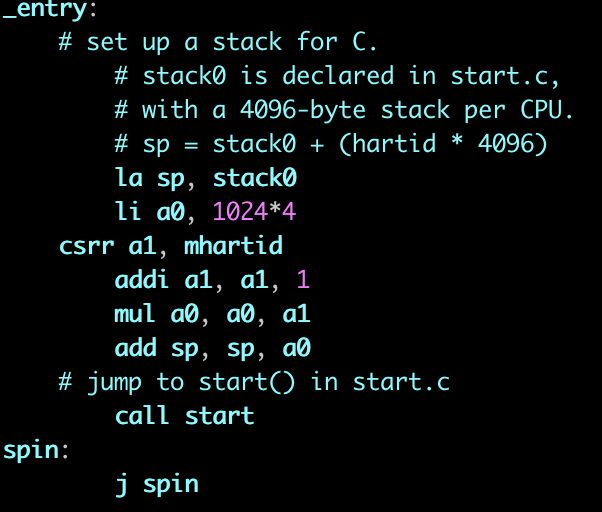 _entry:
# set up a stack for C.
# stack0 is declared in start.c,
# with a 4096-byte stack per CPU.
# sp = stack0 + (hartid * 4096)
la sp, stack0
li a0, 1024*4
csrr a1, mhartid
addi a1, a1, 1
mul a0, a0, a1
add sp, sp, a0
# jump to start() in start.c
call start
spin:
j spin